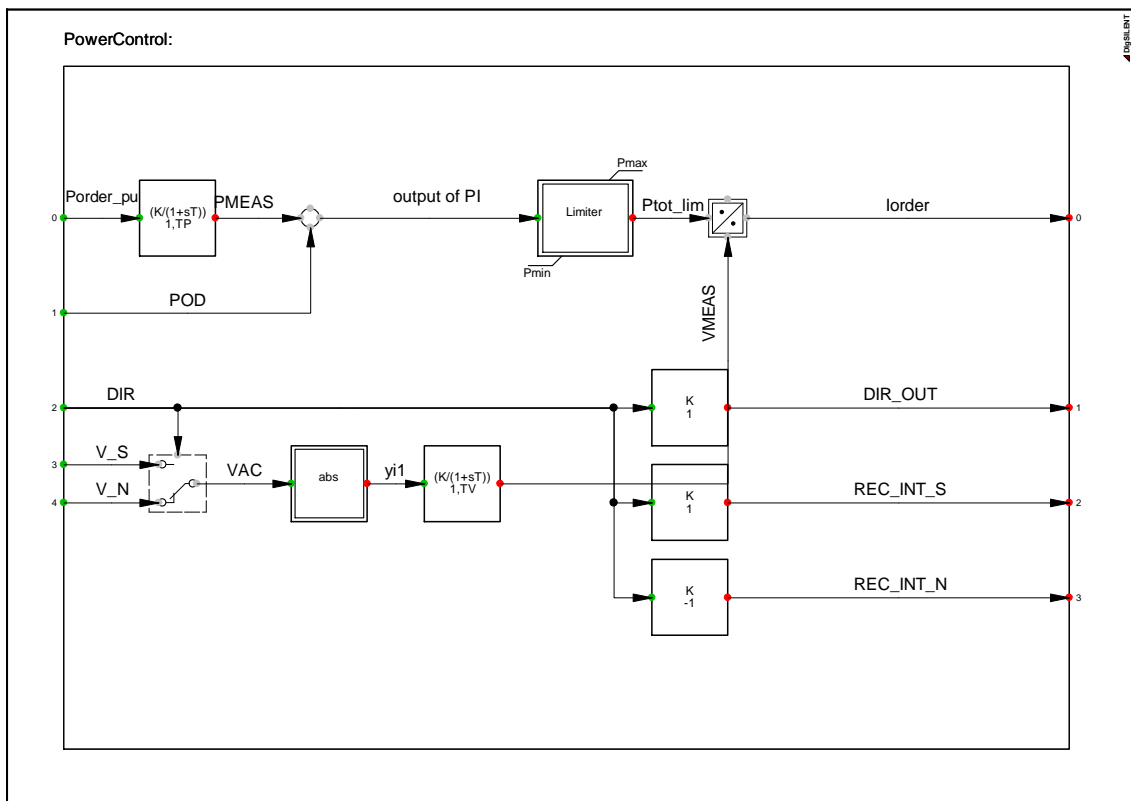 DIgSILENT
PowerControl:
Pmax
Porder_pu
(K/(1+sT))
1,TP
PMEAS
output of PI
Limiter
Ptot_lim
Iorder
0
0
Pmin
POD
1
VMEAS
DIR
2
K
1
DIR_OUT
1
V_S
3
V_N
4
VAC
abs
yi1
(K/(1+sT))
1,TV
K
1
REC_INT_S
2
K
-1
REC_INT_N
3